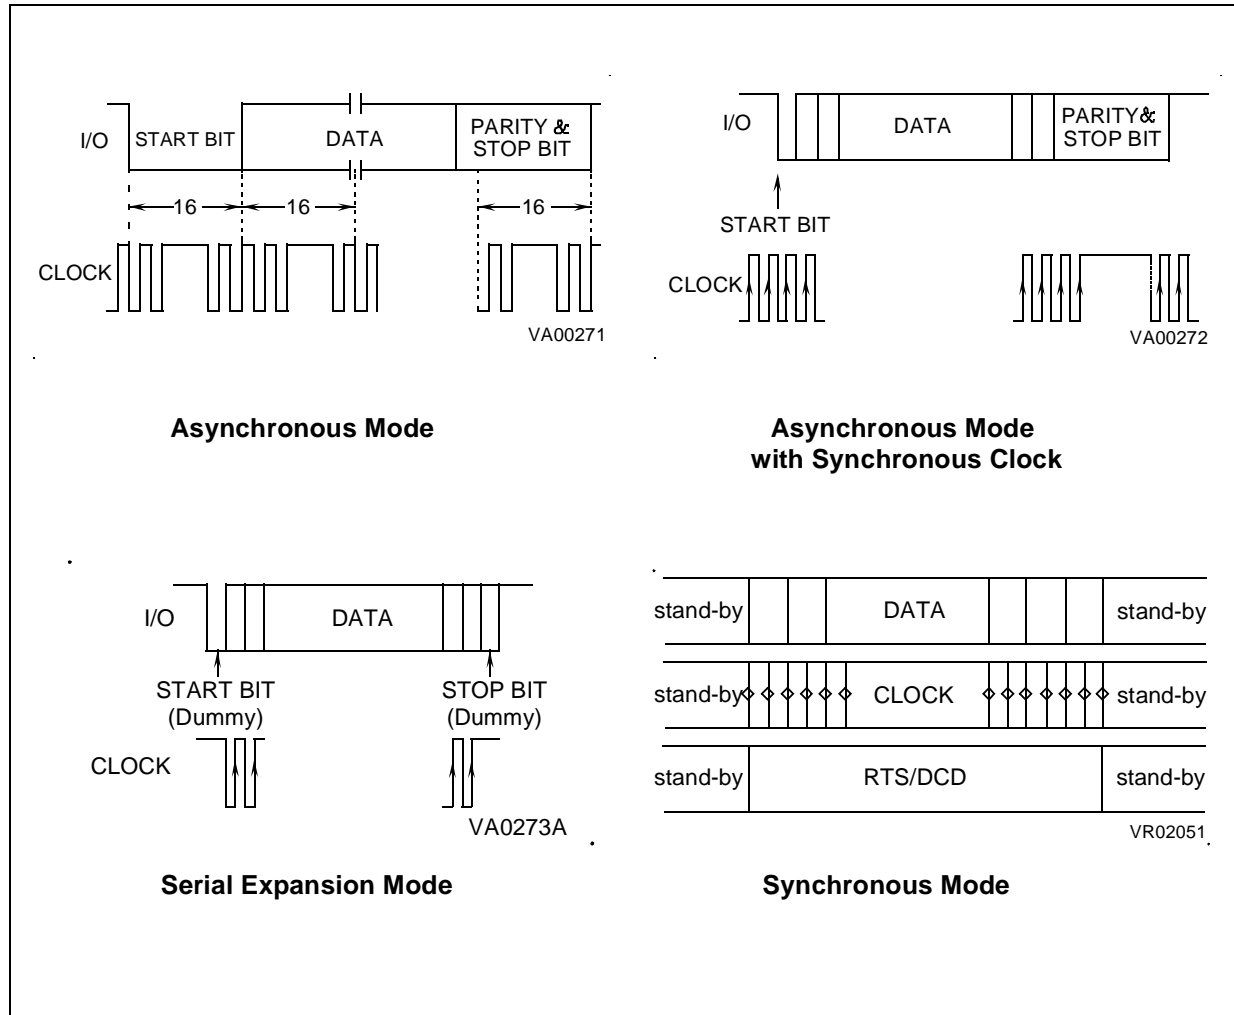 I/O
START BIT
DATA
PARITY &
STOP BIT
16
16
16
CLOCK
VA00271
Asynchronous Mode
I/O
DATA
PARITY&
STOP BIT
START BIT
CLOCK
VA00272
Asynchronous Mode
with Synchronous Clock
I/O
DATA
START BIT
(Dummy)
STOP BIT
(Dummy)
CLOCK
VA0273A
Serial Expansion Mode
stand-by
DATA
stand-by
stand-by
CLOCK
stand-by
stand-by
RTS/DCD
stand-by
VR02051
Synchronous Mode